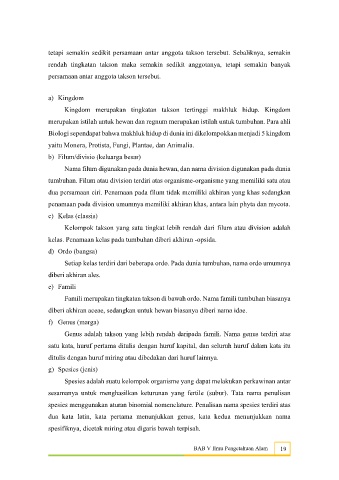 tetapi semakin sedikit persamaan antar anggota takson tersebut. Sebaliknya, semakin
rendah tingkatan takson maka semakin sedikit anggotanya, tetapi semakin banyak
persamaan antar anggota takson tersebut.
a) Kingdom
Kingdom merupakan tingkatan takson tertinggi makhluk hidup. Kingdom
merupakan istilah untuk hewan dan regnum merupakan istilah untuk tumbuhan. Para ahli
Biologi sependapat bahwa makhluk hidup di dunia ini dikelompokkan menjadi 5 kingdom
yaitu Monera, Protista, Fungi, Plantae, dan Animalia.
b) Filum/divisio (keluarga besar)
Nama filum digunakan pada dunia hewan, dan nama division digunakan pada dunia
tumbuhan. Filum atau division terdiri atas organisme-organisme yang memiliki satu atau
dua persamaan ciri. Penamaan pada filum tidak memiliki akhiran yang khas sedangkan
penamaan pada division umumnya memiliki akhiran khas, antara lain phyta dan mycota.
c) Kelas (classis)
Kelompok takson yang satu tingkat lebih rendah dari filum atau division adalah
kelas. Penamaan kelas pada tumbuhan diberi akhiran -opsida.
d) Ordo (bangsa)
Setiap kelas terdiri dari beberapa ordo. Pada dunia tumbuhan, nama ordo umumnya
diberi akhiran ales.
e) Famili
Famili merupakan tingkatan takson di bawah ordo. Nama famili tumbuhan biasanya
diberi akhiran aceae, sedangkan untuk hewan biasanya diberi nama idae.
f) Genus (marga)
Genus adalah takson yang lebih rendah daripada famili. Nama genus terdiri atas
satu kata, huruf pertama ditulis dengan huruf kapital, dan seluruh huruf dalam kata itu
ditulis dengan huruf miring atau dibedakan dari huruf lainnya.
g) Spesies (jenis)
Spesies adalah suatu kelompok organisme yang dapat melakukan perkawinan antar
sesamanya untuk menghasilkan keturunan yang fertile (subur). Tata nama penulisan
spesies menggunakan aturan binomial nomenclature. Penulisan nama spesies terdiri atas
dua kata latin, kata pertama menunjukkan genus, kata kedua menunjukkan nama
spesifiknya, dicetak miring atau digaris bawah terpisah.
BAB V Ilmu Pengetahuan Alam 19